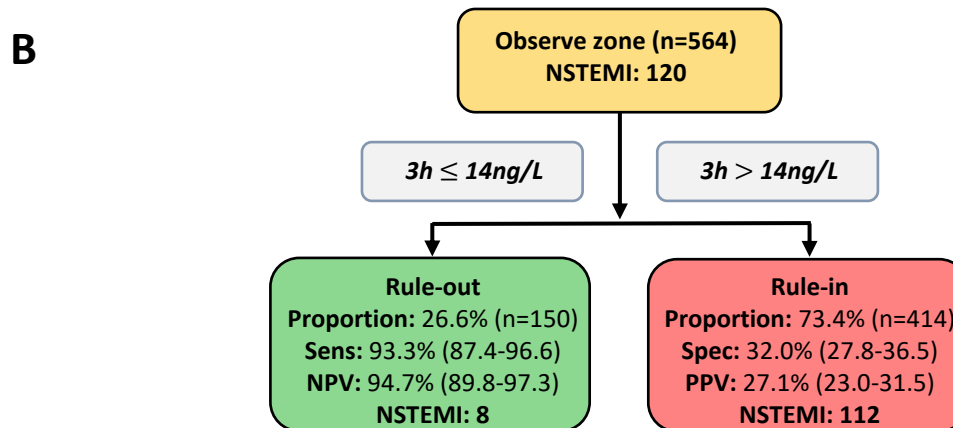 B
Observe zone (n=564)
NSTEMI: 120
3h ≤ 14ng/L
3h > 14ng/L
Rule-out
Proportion: 26.6% (n=150)
Sens: 93.3% (87.4-96.6)
NPV: 94.7% (89.8-97.3)
NSTEMI: 8
Rule-in
Proportion: 73.4% (n=414)
Spec: 32.0% (27.8-36.5)
PPV: 27.1% (23.0-31.5)
NSTEMI: 112